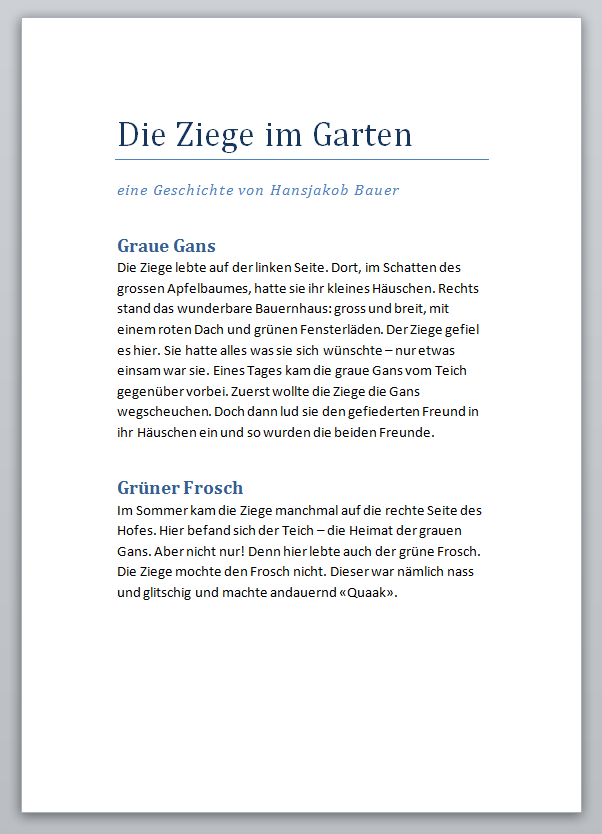 Die Ziege im Garten
eine Geschichte von Hansjakob Bauer
Graue Gans
Die Ziege lebte auf der linken Seite. Dort, im Schatten des
grossen Apfelbaumes, hatte sie ihr kleines Häuschen. Rechts
stand das wunderbare Bauernhaus: gross und breit, mit
einem roten Dach und grünen Fensterläden. Der Ziege gefiel
es hier. Sie hatte alles was sie sich wünschte – nur etwas
einsam war sie. Eines Tages kam die graue Gans vom Teich
gegenüber vorbei. Zuerst wollte die Ziege die Gans
wegscheuchen. Doch dann lud sie den gefiederten Freund in
ihr Häuschen ein und so wurden die beiden Freunde.
Grüner Frosch
Im Sommer kam die Ziege manchmal auf die rechte Seite des
Hofes. Hier befand sich der Teich – die Heimat der grauen
Gans. Aber nicht nur! Denn hier lebte auch der grüne Frosch.
Die Ziege mochte den Frosch nicht. Dieser war nämlich nass
und glitschig und machte andauernd «Quaak».